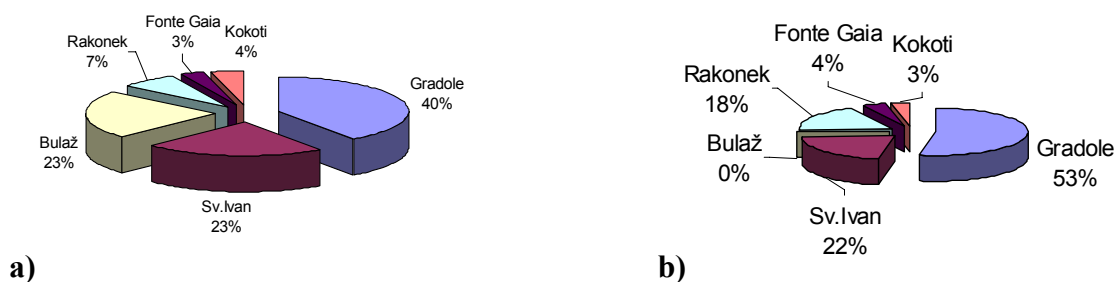 Fonte Gaia
3%
Kokoti
4%
Rakonek
7%
Gradole
40%
Bulaž
23%
Sv.Ivan
23%
a)
Fonte Gaia
4%
Kokoti
3%
Rakonek
18%
Bulaž
0%
Gradole
53%
Sv.Ivan
22%
b)